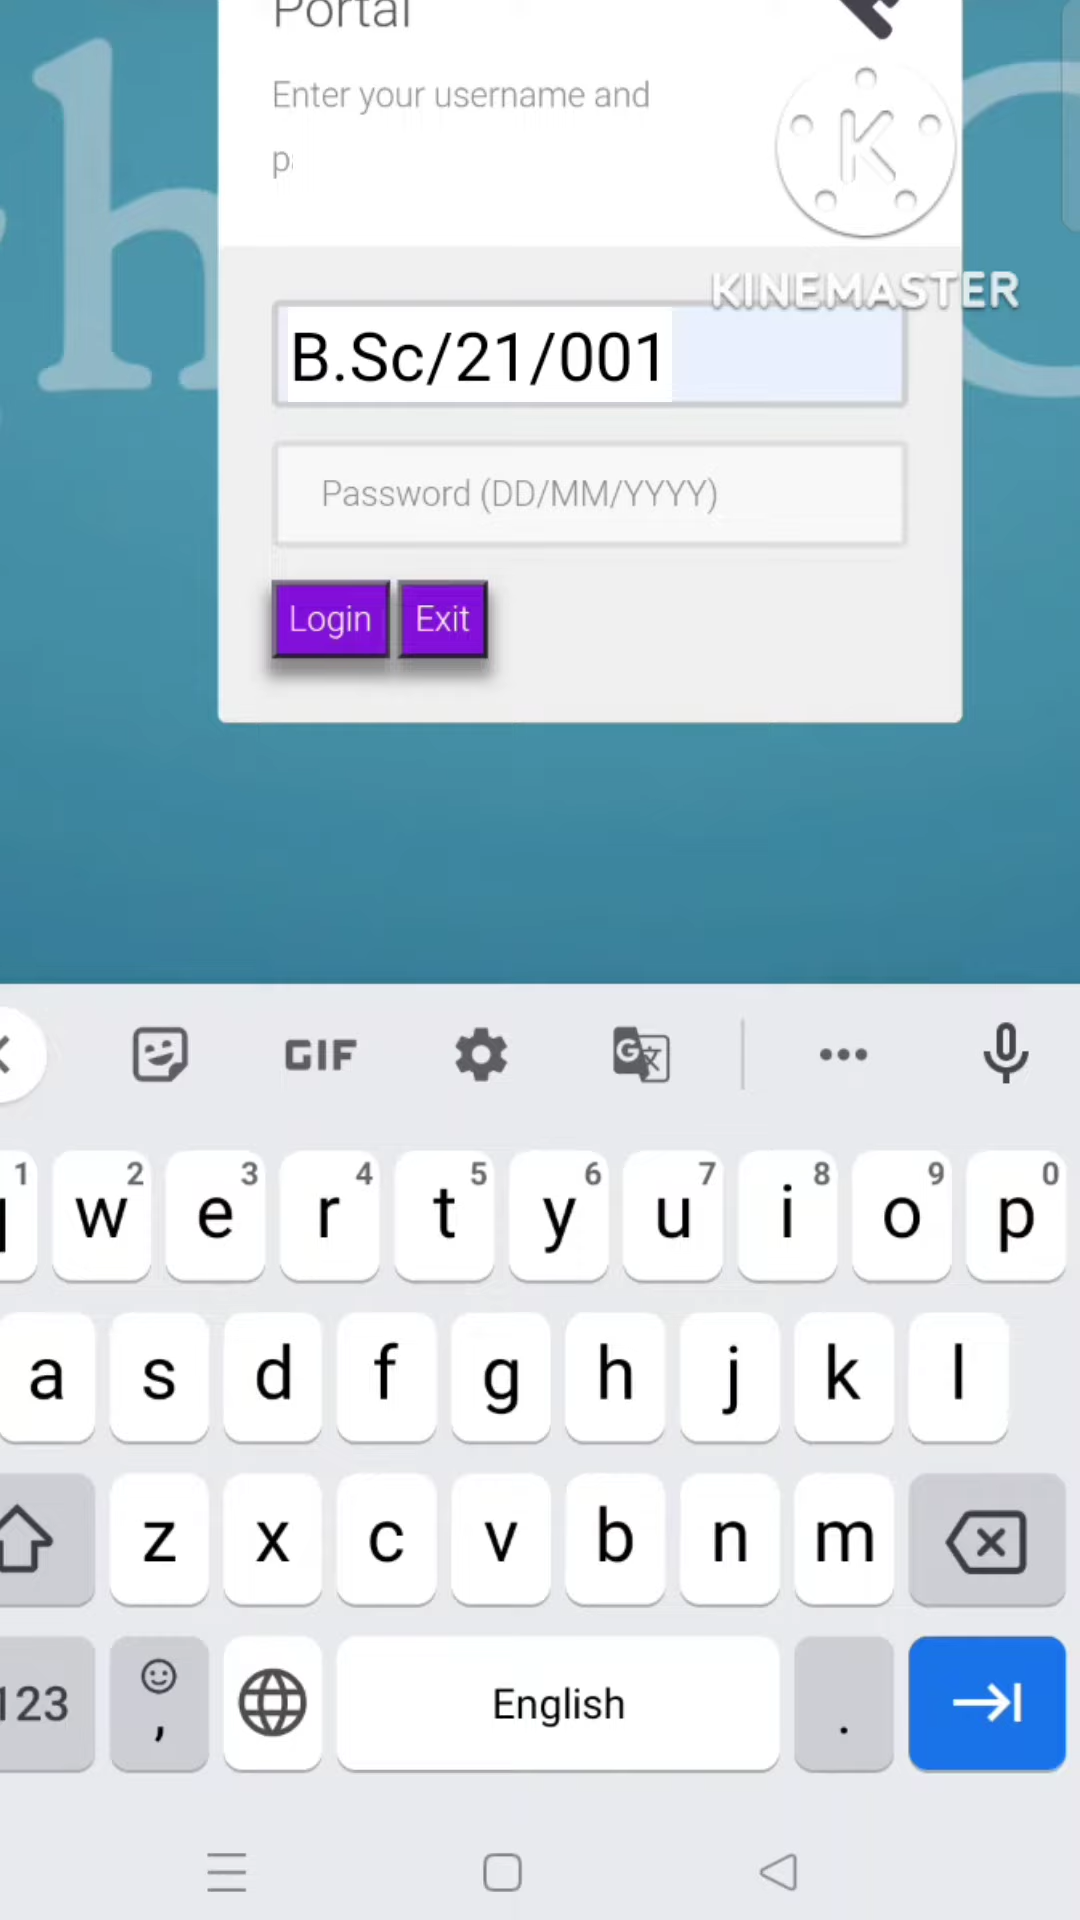 Portal
Enter your username and
K
KINEMASTER
B.Sc/21/001
Password (DD/MM/YYYY)
Login Exit
GIF
G
1 2 3 4 5 6 7 8 9 0
w e r t y u i o p
a s d f g h j k l
z x c v b n m
123 , English .